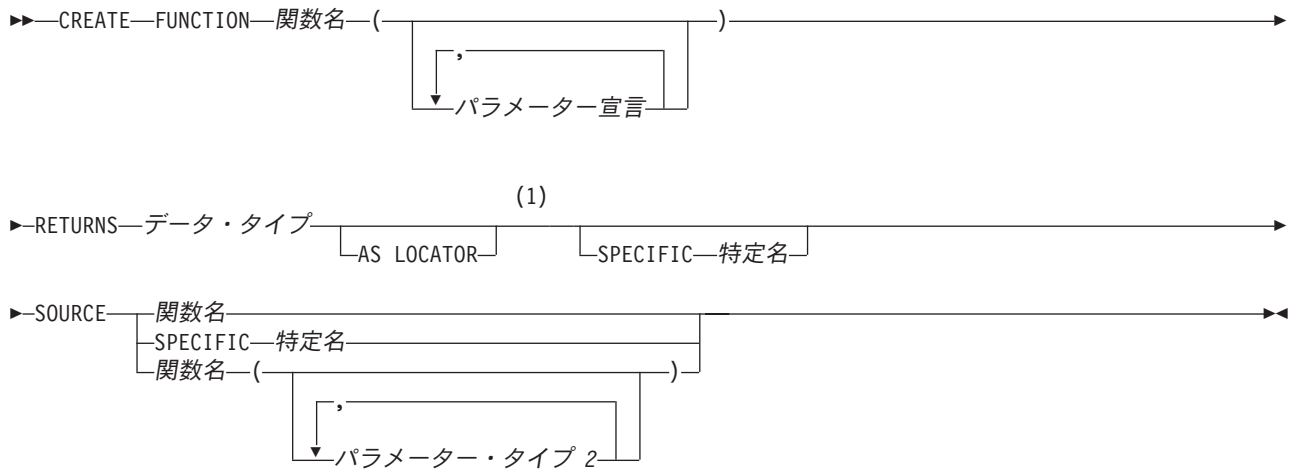 CREATE FUNCTION 関数名 ( )
,
パラメーター宣言
(1)
RETURNS データ・タイプ
AS LOCATOR SPECIFIC 特定名
SOURCE 関数名
SPECIFIC 特定名
関数名 ( )
,
パラメーター・タイプ 2